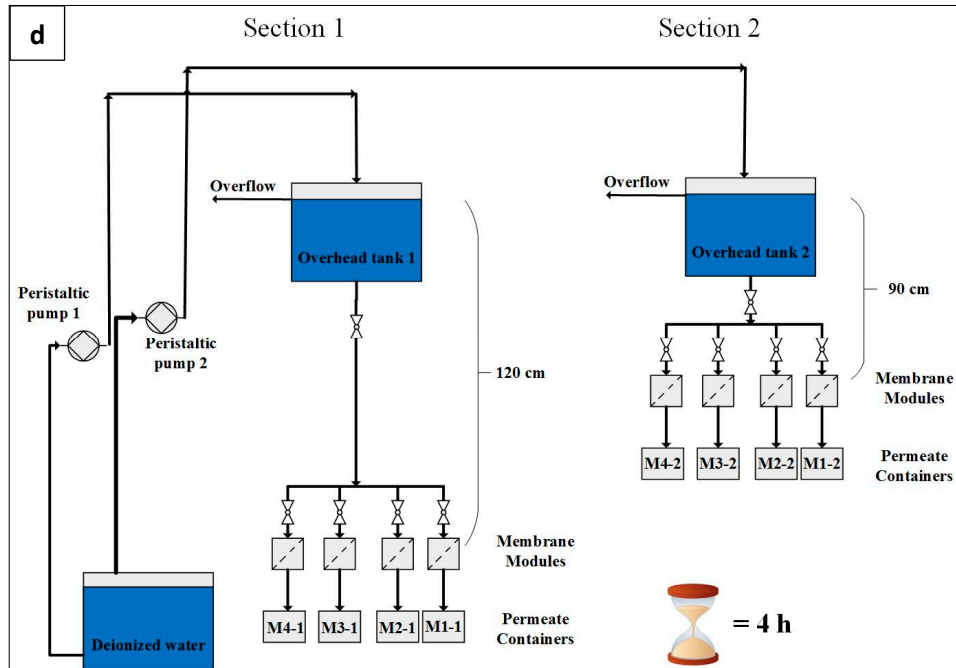 d
Section 1
Section 2
Overflow
Overflow
Overhead tank 1
Overhead tank 2
90 cm
Peristaltic
pump 1
Peristaltic
pump 2
120 cm
Membrane
Modules
M4-2
M3-2
M2-2
M1-2
Permeate
Containers
Membrane
Modules
= 4 h
M4-1
M3-1
M2-1
M1-1
Permeate
Containers
Deionized water